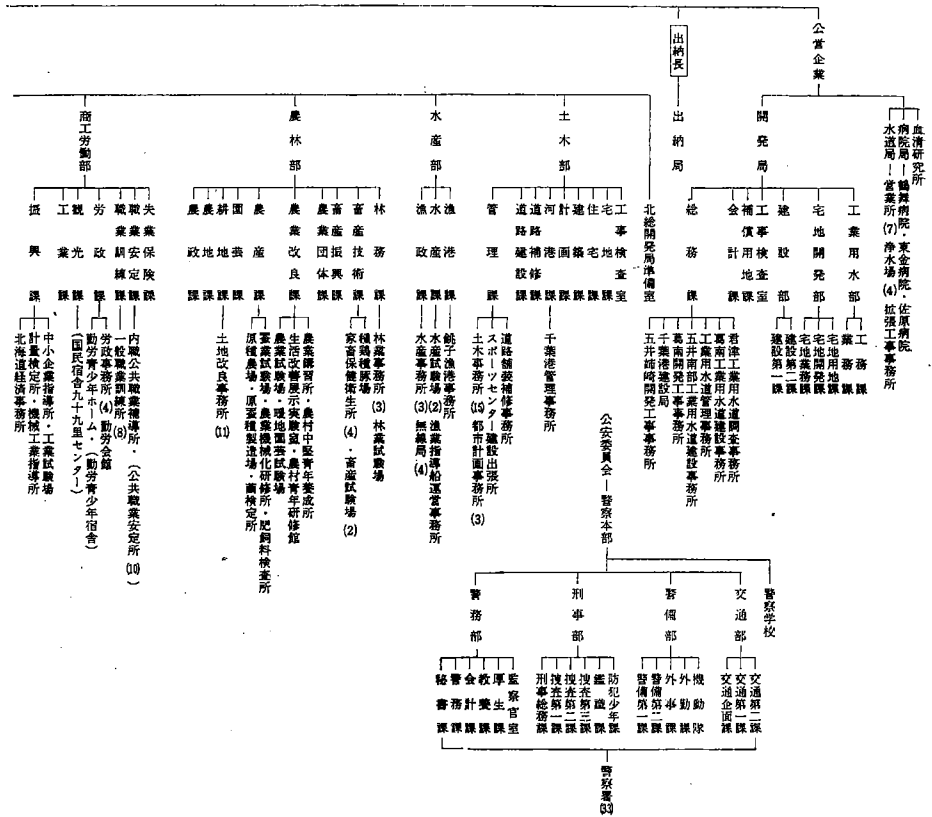 公営企業
血清研究所
病院局―鶴舞病院・東金病院・佐原病院
水道局―営業所(7) 浄水場(4) 拡張工事事務所
開発局
工業用水部
工務課
業務課
宅地開発部
宅地用地課
宅地開発課
宅地業務課
建設部
建設第二課
建設第一課
工事検査室
補償用地課
会計課
総務課
君津工業用水道調査事務所
葛南工業用水道建設事務所
工業用水道管理事務所
五井南部工業用水道建設事務所
葛南開発工事事務所
千葉港建設局
五井姉崎開発工事事務所
出納長
出納局
北総開発局準備室
土木部
工事検査室
宅地課
住宅課
建築課
計画課
河港課
道路補修課
道路建設課
管理課
千葉港管理事務所
道路舗装補修事務所
スポーツセンター建設出張所
土木事務所(15) 都市計画事務所(3)
水産部
漁港課
水産課
漁政課
銚子漁港事務所
水産試験場(2) 漁業指導船運営事務所
水産事務所(3) 無線局(4)
農林部
林務課
畜産技術課
畜産振興課
農業団体課
農業改良課
農産課
園芸課
耕地課
農地課
農政課
林業事務所(3) 林業試験場
種鶏種豚場
家畜保健衛生所(4)・畜産試験場(2)
農業講習所・農村中堅青年養成所
生活改善展示実験室・農村青年研修館
農業試験場・暖地園芸試験場
茶業試験場・農業機械化研修所・肥飼料検査所
原種農場・原蚕種製造場・繭検定所
土地改良事務所(11)
商工労働部
失業保険課
職業安定課
職業訓練課
労政課
観光課
工業課
振興課
内職公共職業補導所・(公共職業安定所(10))
一般職業訓練所(8)
労政事務所(4) 勤労会館
勤労青少年ホーム・(勤労青少年宿舎)
(国民宿舎九十九里センター)
中小企業指導所・工業試験場
計量検定所・機械工業指導所
北海道経済事務所
公安委員会―警察本部
警察学校
交通部
交通第二課
交通第一課
交通企画課
警備部
機動隊
外勤課
外事課
警備第二課
警備第一課
刑事部
防犯少年課
鑑識課
捜査第三課
捜査第二課
捜査第一課
刑事総務課
警務部
監察官室
厚生課
教養課
会計課
警務課
秘書課
警察署(33)